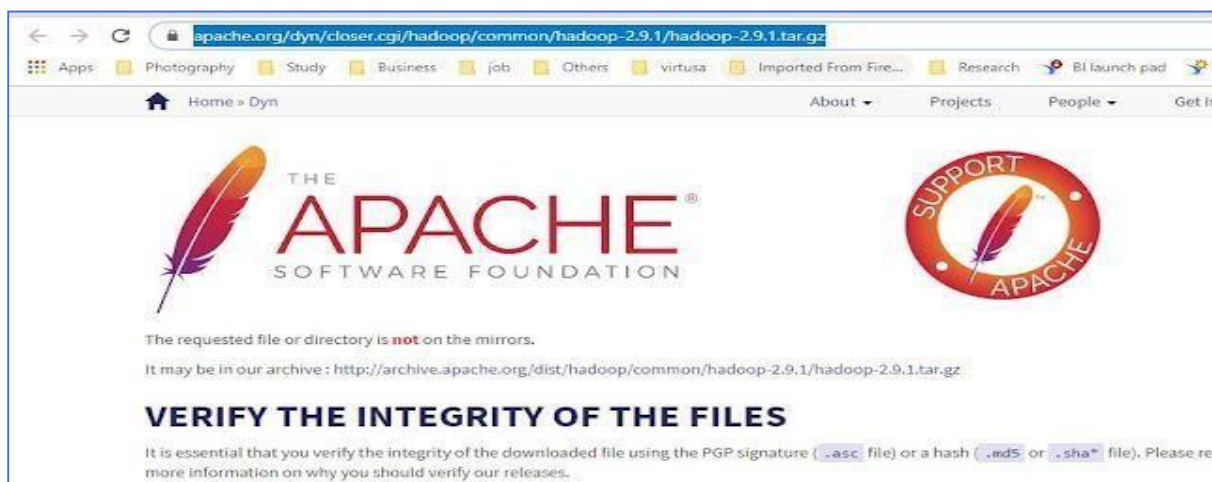 apache.org/dyn/closer.cgi/hadoop/common/hadoop-2.9.1/hadoop-2.9.1.tar.gz
Apps Photography Study Business job Others virtusa Imported From Fire... Research BI launch pad
Home » Dyn About Projects People Get I
THE
APACHE®
SOFTWARE FOUNDATION
SUPPORT
APACHE
™
The requested file or directory is not on the mirrors.
It may be in our archive : http://archive.apache.org/dist/hadoop/common/hadoop-2.9.1/hadoop-2.9.1.tar.gz
VERIFY THE INTEGRITY OF THE FILES
It is essential that you verify the integrity of the downloaded file using the PGP signature ( .asc file) or a hash ( .md5 or .sha* file). Please re
more information on why you should verify our releases.